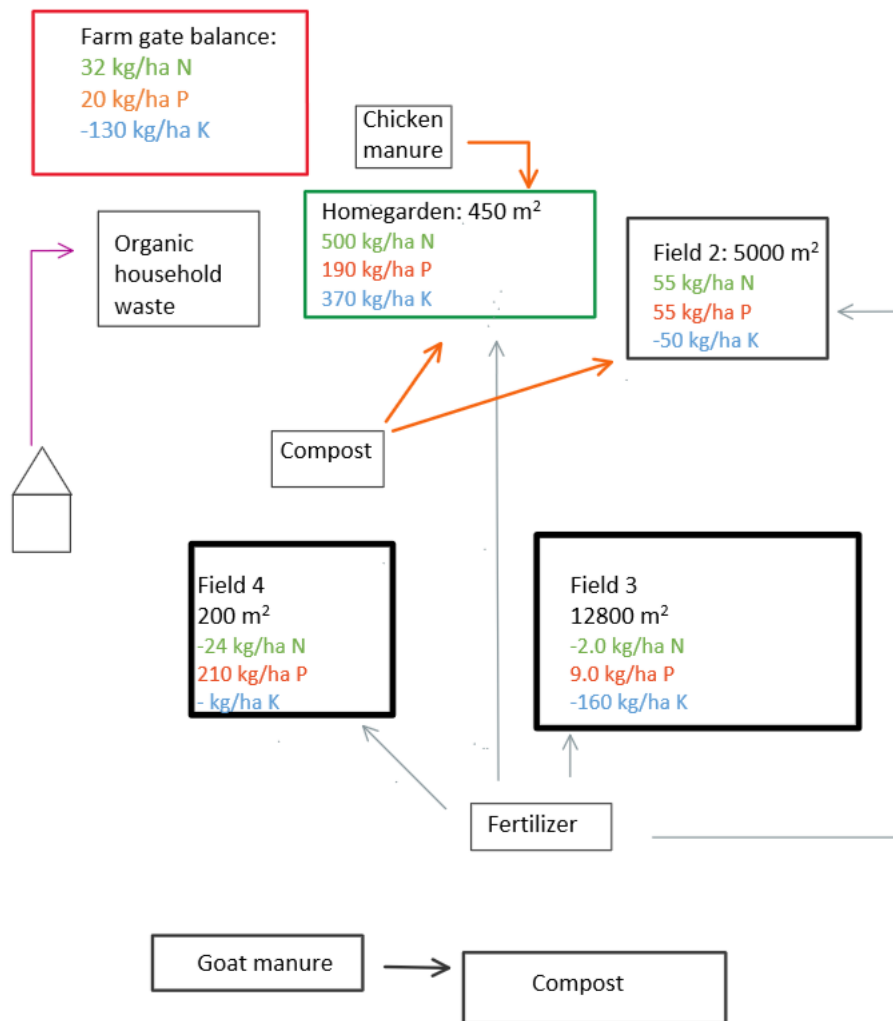 Farm gate balance:
32 kg/ha N
20 kg/ha P
-130 kg/ha K
Chicken
manure
Organic
household
waste
Homegarden: 450 m²
500 kg/ha N
190 kg/ha P
370 kg/ha K
Field 2: 5000 m²
55 kg/ha N
55 kg/ha P
-50 kg/ha K
Compost
Field 4
200 m²
-24 kg/ha N
210 kg/ha P
- kg/ha K
Field 3
12800 m²
-2.0 kg/ha N
9.0 kg/ha P
-160 kg/ha K
Fertilizer
Goat manure
Compost